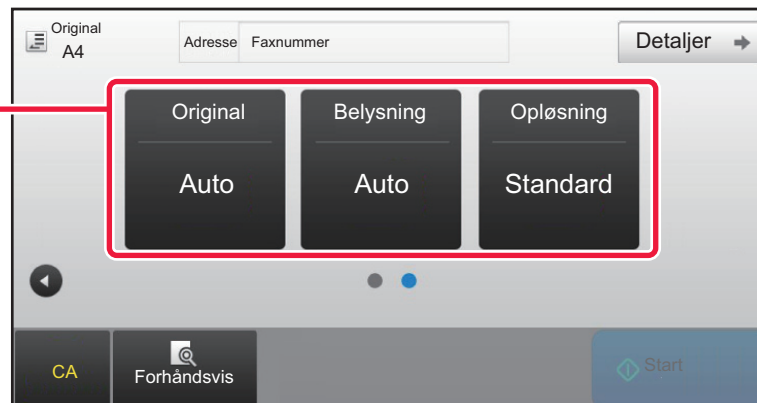 Original
A4
Adresse Faxnummer
Detaljer
Original
Belysning
Opløsning
Auto
Auto
Standard
CA
Forhåndsvis
Start